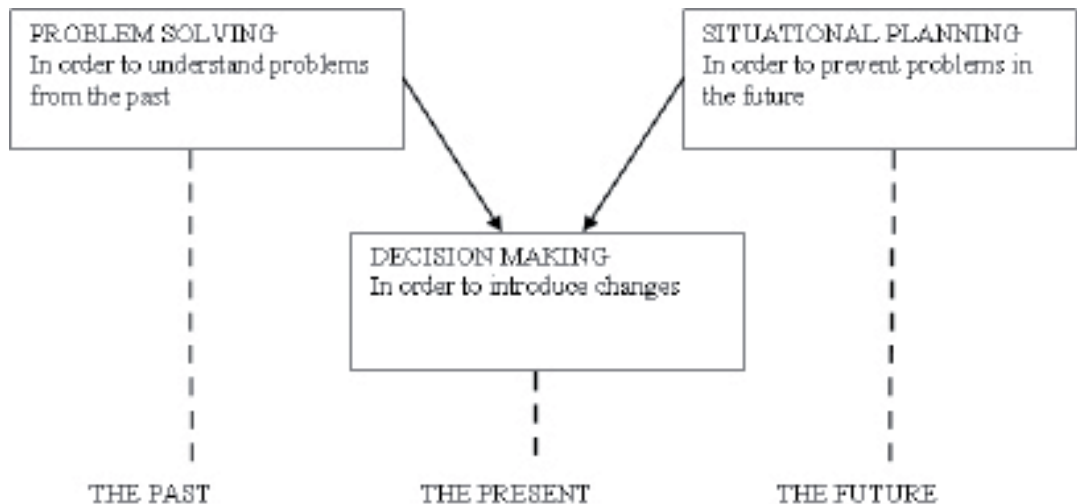 PROBLEM SOLVING
In order to understand problems
from the past
SITUATIONAL PLANNING
In order to prevent problems in
the future
DECISION MAKING
In order to introduce changes
THE PAST
THE PRESENT
THE FUTURE